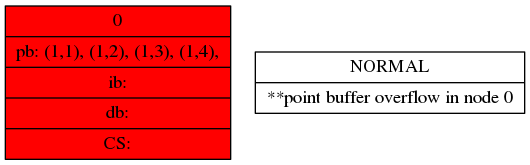 0
pb: (1,1), (1,2), (1,3), (1,4),
ib:
db:
CS:
NORMAL
**point buffer overflow in node 0